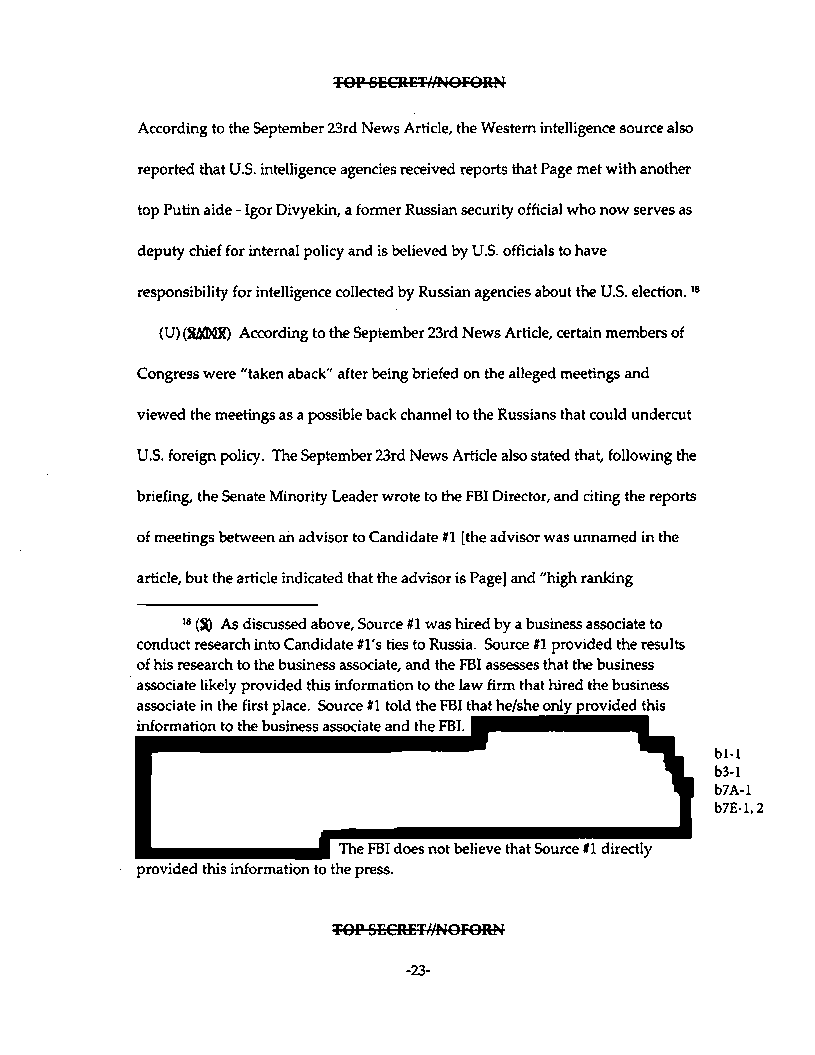 TOP SECRET//NOFORN
According to the September 23rd News Article, the Western intelligence source also
reported that U.S. intelligence agencies received reports that Page met with another
top Putin aide - Igor Divyekin, a former Russian security official who now serves as
deputy chief for internal policy and is believed by U.S. officials to have
responsibility for intelligence collected by Russian agencies about the U.S. election. 18
(U) According to the September 23rd News Article, certain members of
Congress were "taken aback" after being briefed on the alleged meetings and
viewed the meetings as a possible back channel to the Russians that could undercut
U.S. foreign policy. The September 23rd News Article also stated that, following the
briefing, the Senate Minority Leader wrote to the FBI Director, and citing the reports
of meetings between an advisor to Candidate #1 [the advisor was unnamed in the
article, but the article indicated that the advisor is Page] and "high ranking
18 (S) As discussed above, Source #1 was hired by a business associate to
conduct research into Candidate #1's ties to Russia. Source #1 provided the results
of his research to the business associate, and the FBI assesses that the business
associate likely provided this information to the law firm that hired the business
associate in the first place. Source #1 told the FBI that he/she only provided this
information to the business associate and the FBI.
b1-1
b3-1
b7A-1
b7E-1, 2
The FBI does not believe that Source #1 directly
provided this information to the press.
TOP SECRET//NOFORN
-23-